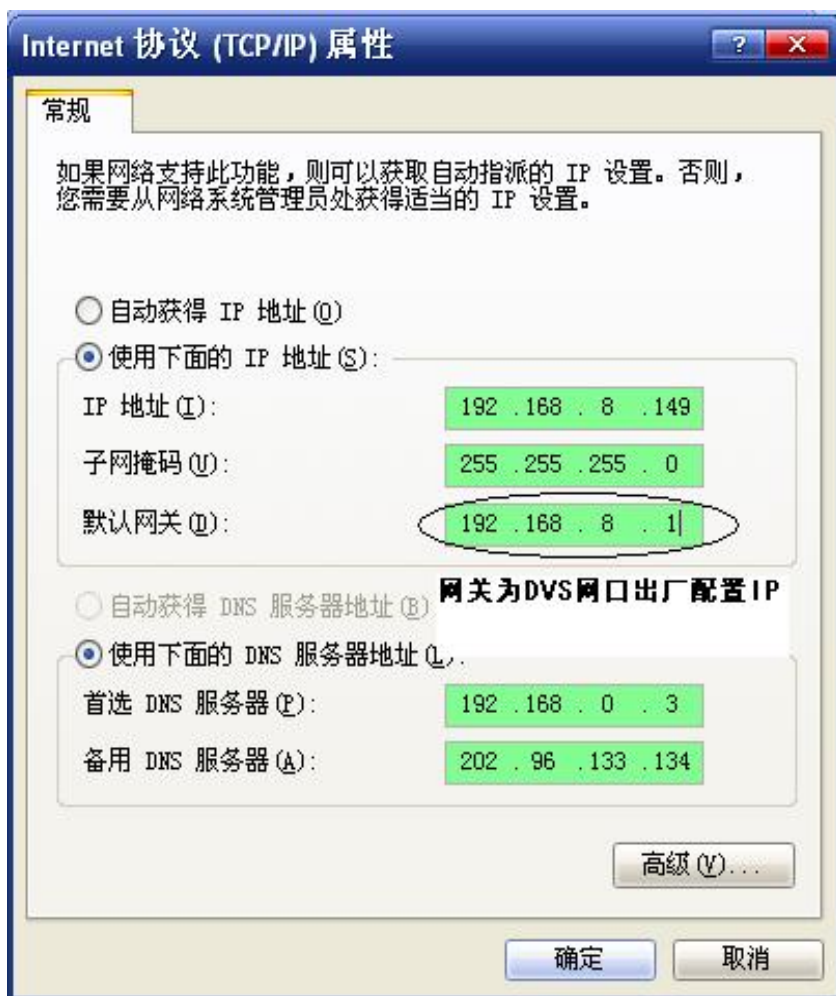 Internet 协议 (TCP/IP) 属性
常规
如果网络支持此功能，则可以获取自动指派的 IP 设置。否则，
您需要从网络系统管理员处获得适当的 IP 设置。
自动获得 IP 地址(O)
使用下面的 IP 地址(S):
IP 地址(I): 192 .168 . 8 .149
子网掩码(U): 255 .255 .255 . 0
默认网关(D): 192 .168 . 8 . 1
网关为DVS网口出厂配置IP
自动获得 DNS 服务器地址(B)
使用下面的 DNS 服务器地址(L):
首选 DNS 服务器(P): 192 .168 . 0 . 3
备用 DNS 服务器(A): 202 . 96 .133 .134
高级(V)...
确定 取消